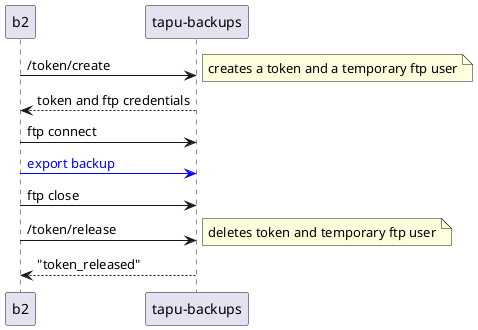 b2
tapu-backups
/token/create
creates a token and a temporary ftp user
token and ftp credentials
ftp connect
export backup
ftp close
/token/release
deletes token and temporary ftp user
"token_released"
b2
tapu-backups